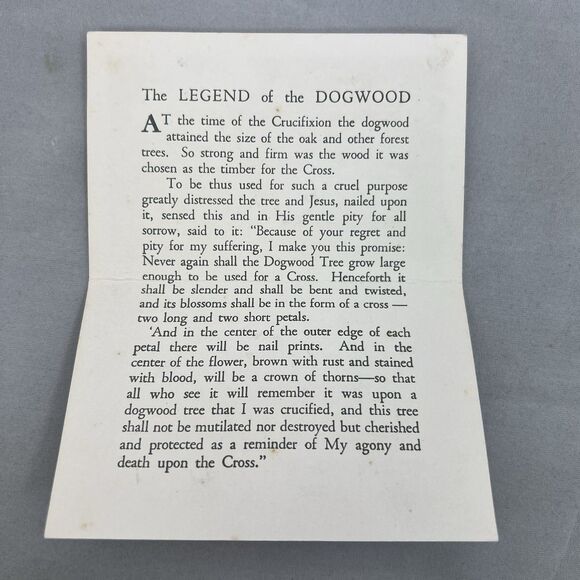 The LEGEND of the DOGWOOD
AT the time of the Crucifixion the dogwood
attained the size of the oak and other forest
trees. So strong and firm was the wood it was
chosen as the timber for the Cross.
To be thus used for such a cruel purpose
greatly distressed the tree and Jesus, nailed upon
it, sensed this and in His gentle pity for all
sorrow, said to it: "Because of your regret and
pity for my suffering, I make you this promise:
Never again shall the Dogwood Tree grow large
enough to be used for a Cross. Henceforth it
shall be slender and shall be bent and twisted,
and its blossoms shall be in the form of a cross —
two long and two short petals.
'And in the center of the outer edge of each
petal there will be nail prints. And in the
center of the flower, brown with rust and stained
with blood, will be a crown of thorns—so that
all who see it will remember it was upon a
dogwood tree that I was crucified, and this tree
shall not be mutilated nor destroyed but cherished
and protected as a reminder of My agony and
death upon the Cross."